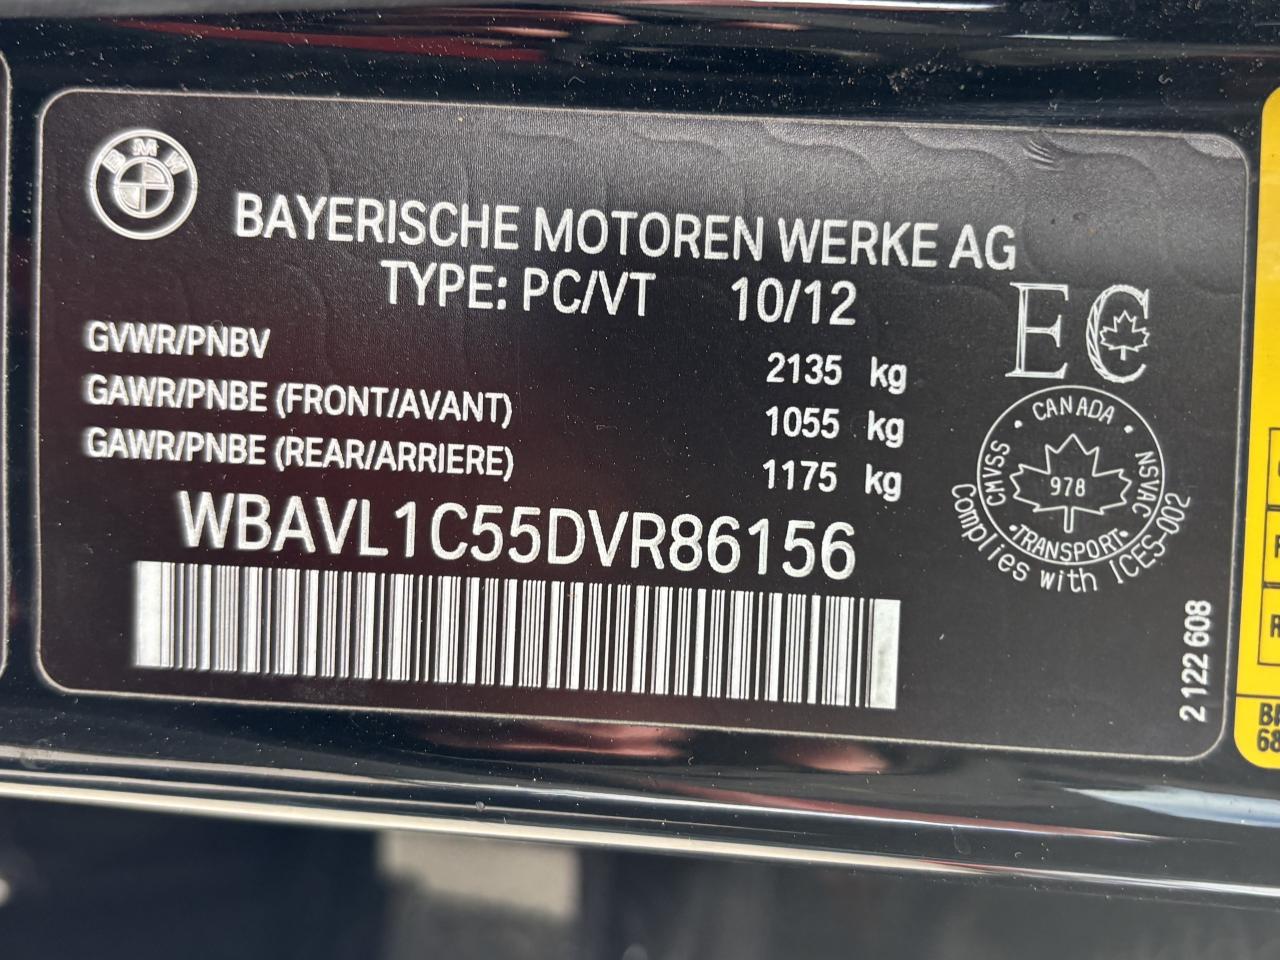 BMW
BAYERISCHE MOTOREN WERKE AG
TYPE: PC/VT 10/12
GVWR/PNBV 2135 kg
GAWR/PNBE (FRONT/AVANT) 1055 kg
GAWR/PNBE (REAR/ARRIERE) 1175 kg
WBAVL1C55DVR86156
EC
CANADA
CMVSS
NSVAC
978
TRANSPORT
Complies with ICES-002
2 122 608
68